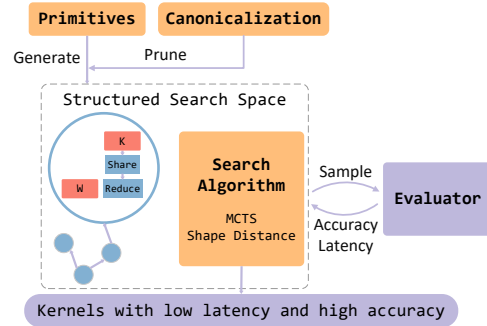 Primitives
Canonicalization
Generate
Prune
Structured Search Space
K
Share
W
Reduce
Search
Algorithm
MCTS
Shape Distance
Sample
Accuracy
Latency
Evaluator
Kernels with low latency and high accuracy